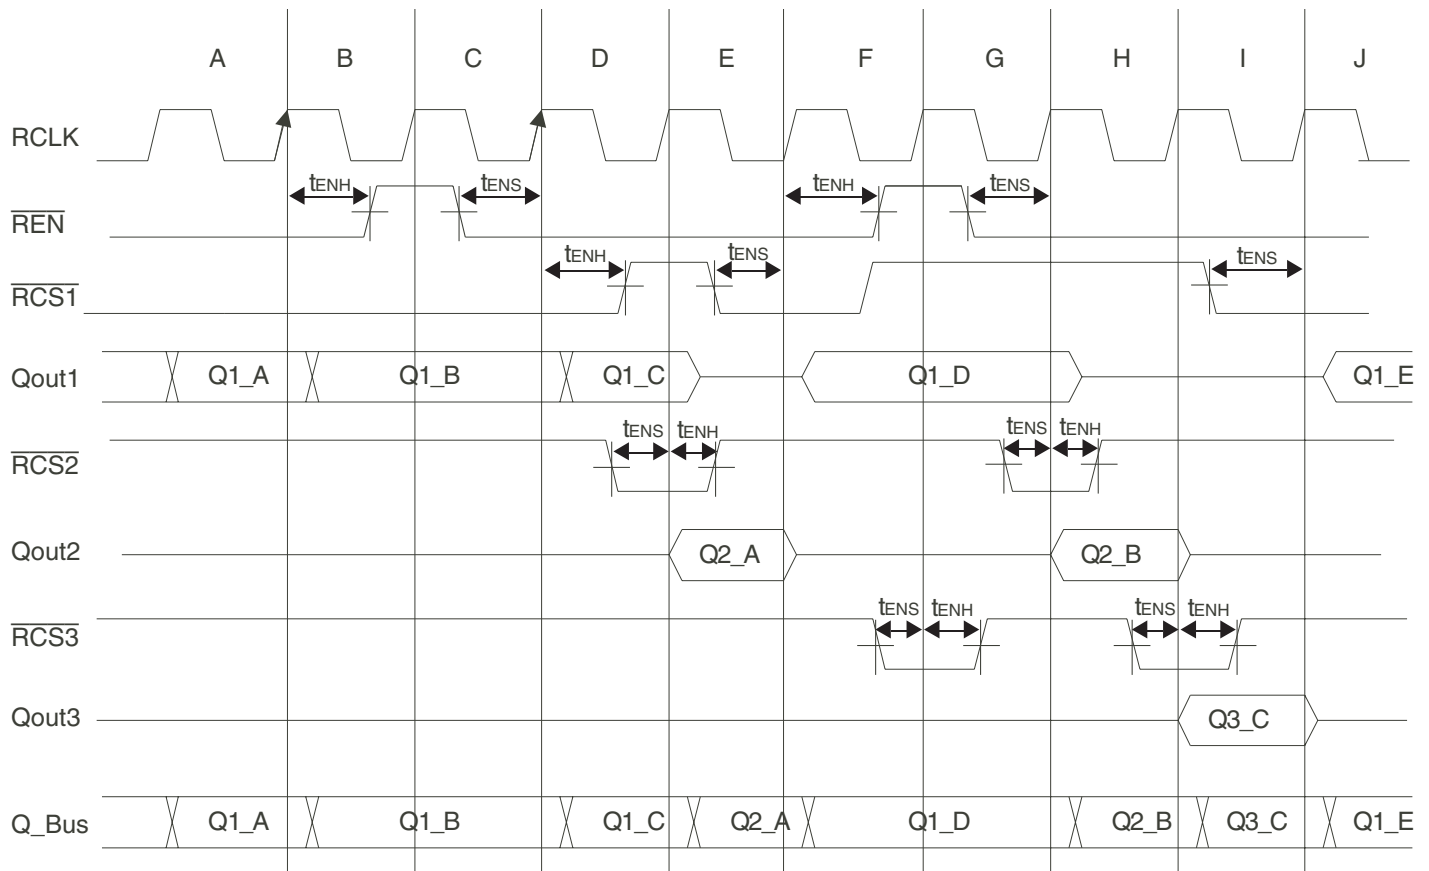 A B C D E F G H I J
RCLK
tENH tENS tENH tENS
REN
tENH tENS tENS
RCS1
Qout1 Q1_A Q1_B Q1_C Q1_D Q1_E
tENS tENH tENS tENH
RCS2
Qout2 Q2_A Q2_B
tENS tENH tENS tENH
RCS3
Qout3 Q3_C
Q_Bus Q1_A Q1_B Q1_C Q2_A Q1_D Q2_B Q3_C Q1_E